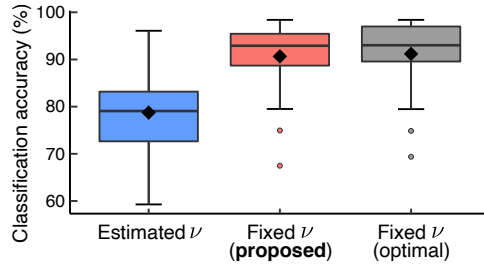 Classification accuracy (%)
100
90
80
70
60
Estimated ν
Fixed ν
(proposed)
Fixed ν
(optimal)